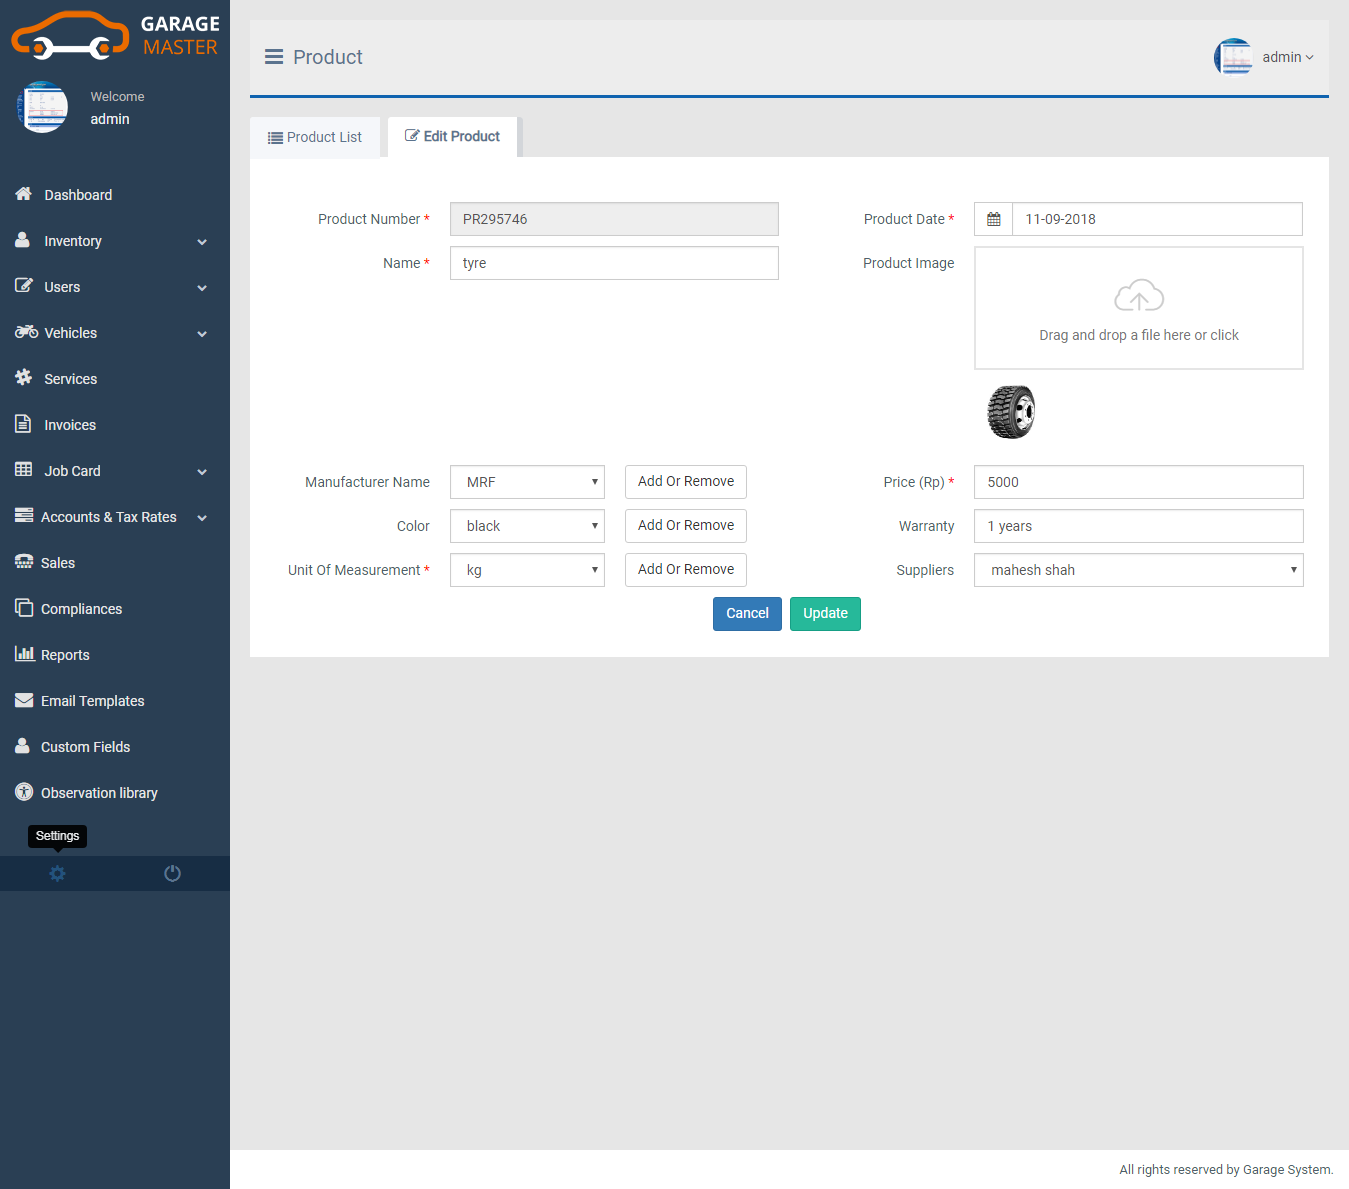 GARAGE
MASTER
Welcome
admin
Dashboard
Inventory
Users
Vehicles
Services
Invoices
Job Card
Accounts & Tax Rates
Sales
Compliances
Reports
Email Templates
Custom Fields
Observation library
Settings
Product
admin
Product List
Edit Product
Product Number * PR295746
Product Date * 11-09-2018
Name * tyre
Product Image
Drag and drop a file here or click
Manufacturer Name MRF Add Or Remove
Price (Rp) * 5000
Color black Add Or Remove
Warranty 1 years
Unit Of Measurement * kg Add Or Remove
Suppliers mahesh shah
Cancel Update
All rights reserved by Garage System.